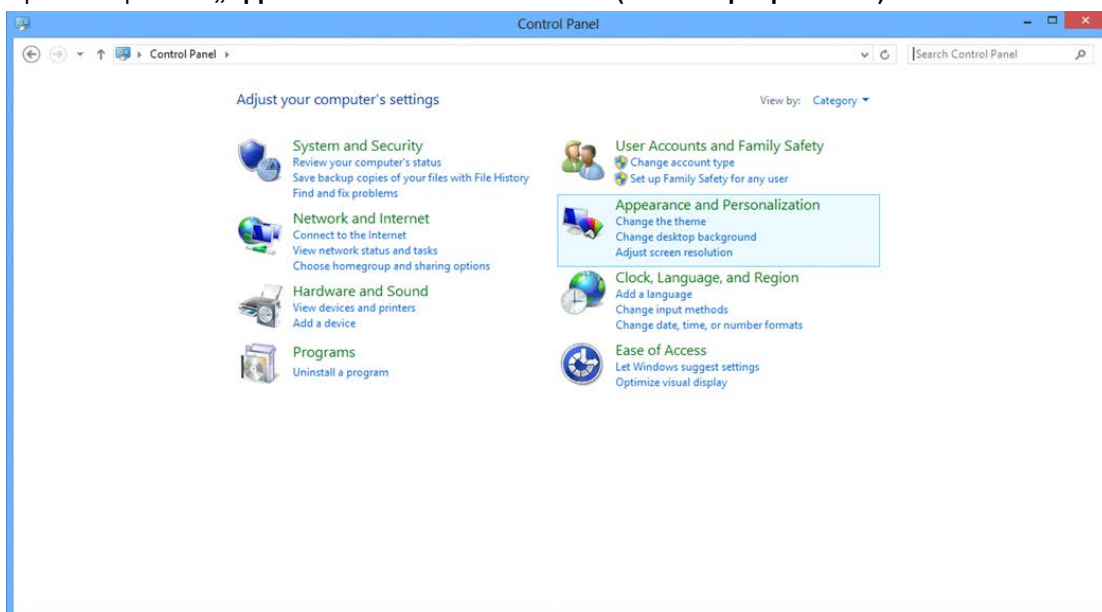 Control Panel
Control Panel
Search Control Panel
Adjust your computer's settings
View by: Category
System and Security
Review your computer's status
Save backup copies of your files with File History
Find and fix problems
Network and Internet
Connect to the Internet
View network status and tasks
Choose homegroup and sharing options
Hardware and Sound
View devices and printers
Add a device
Programs
Uninstall a program
User Accounts and Family Safety
Change account type
Set up Family Safety for any user
Appearance and Personalization
Change the theme
Change desktop background
Adjust screen resolution
Clock, Language, and Region
Add a language
Change input methods
Change date, time, or number formats
Ease of Access
Let Windows suggest settings
Optimize visual display